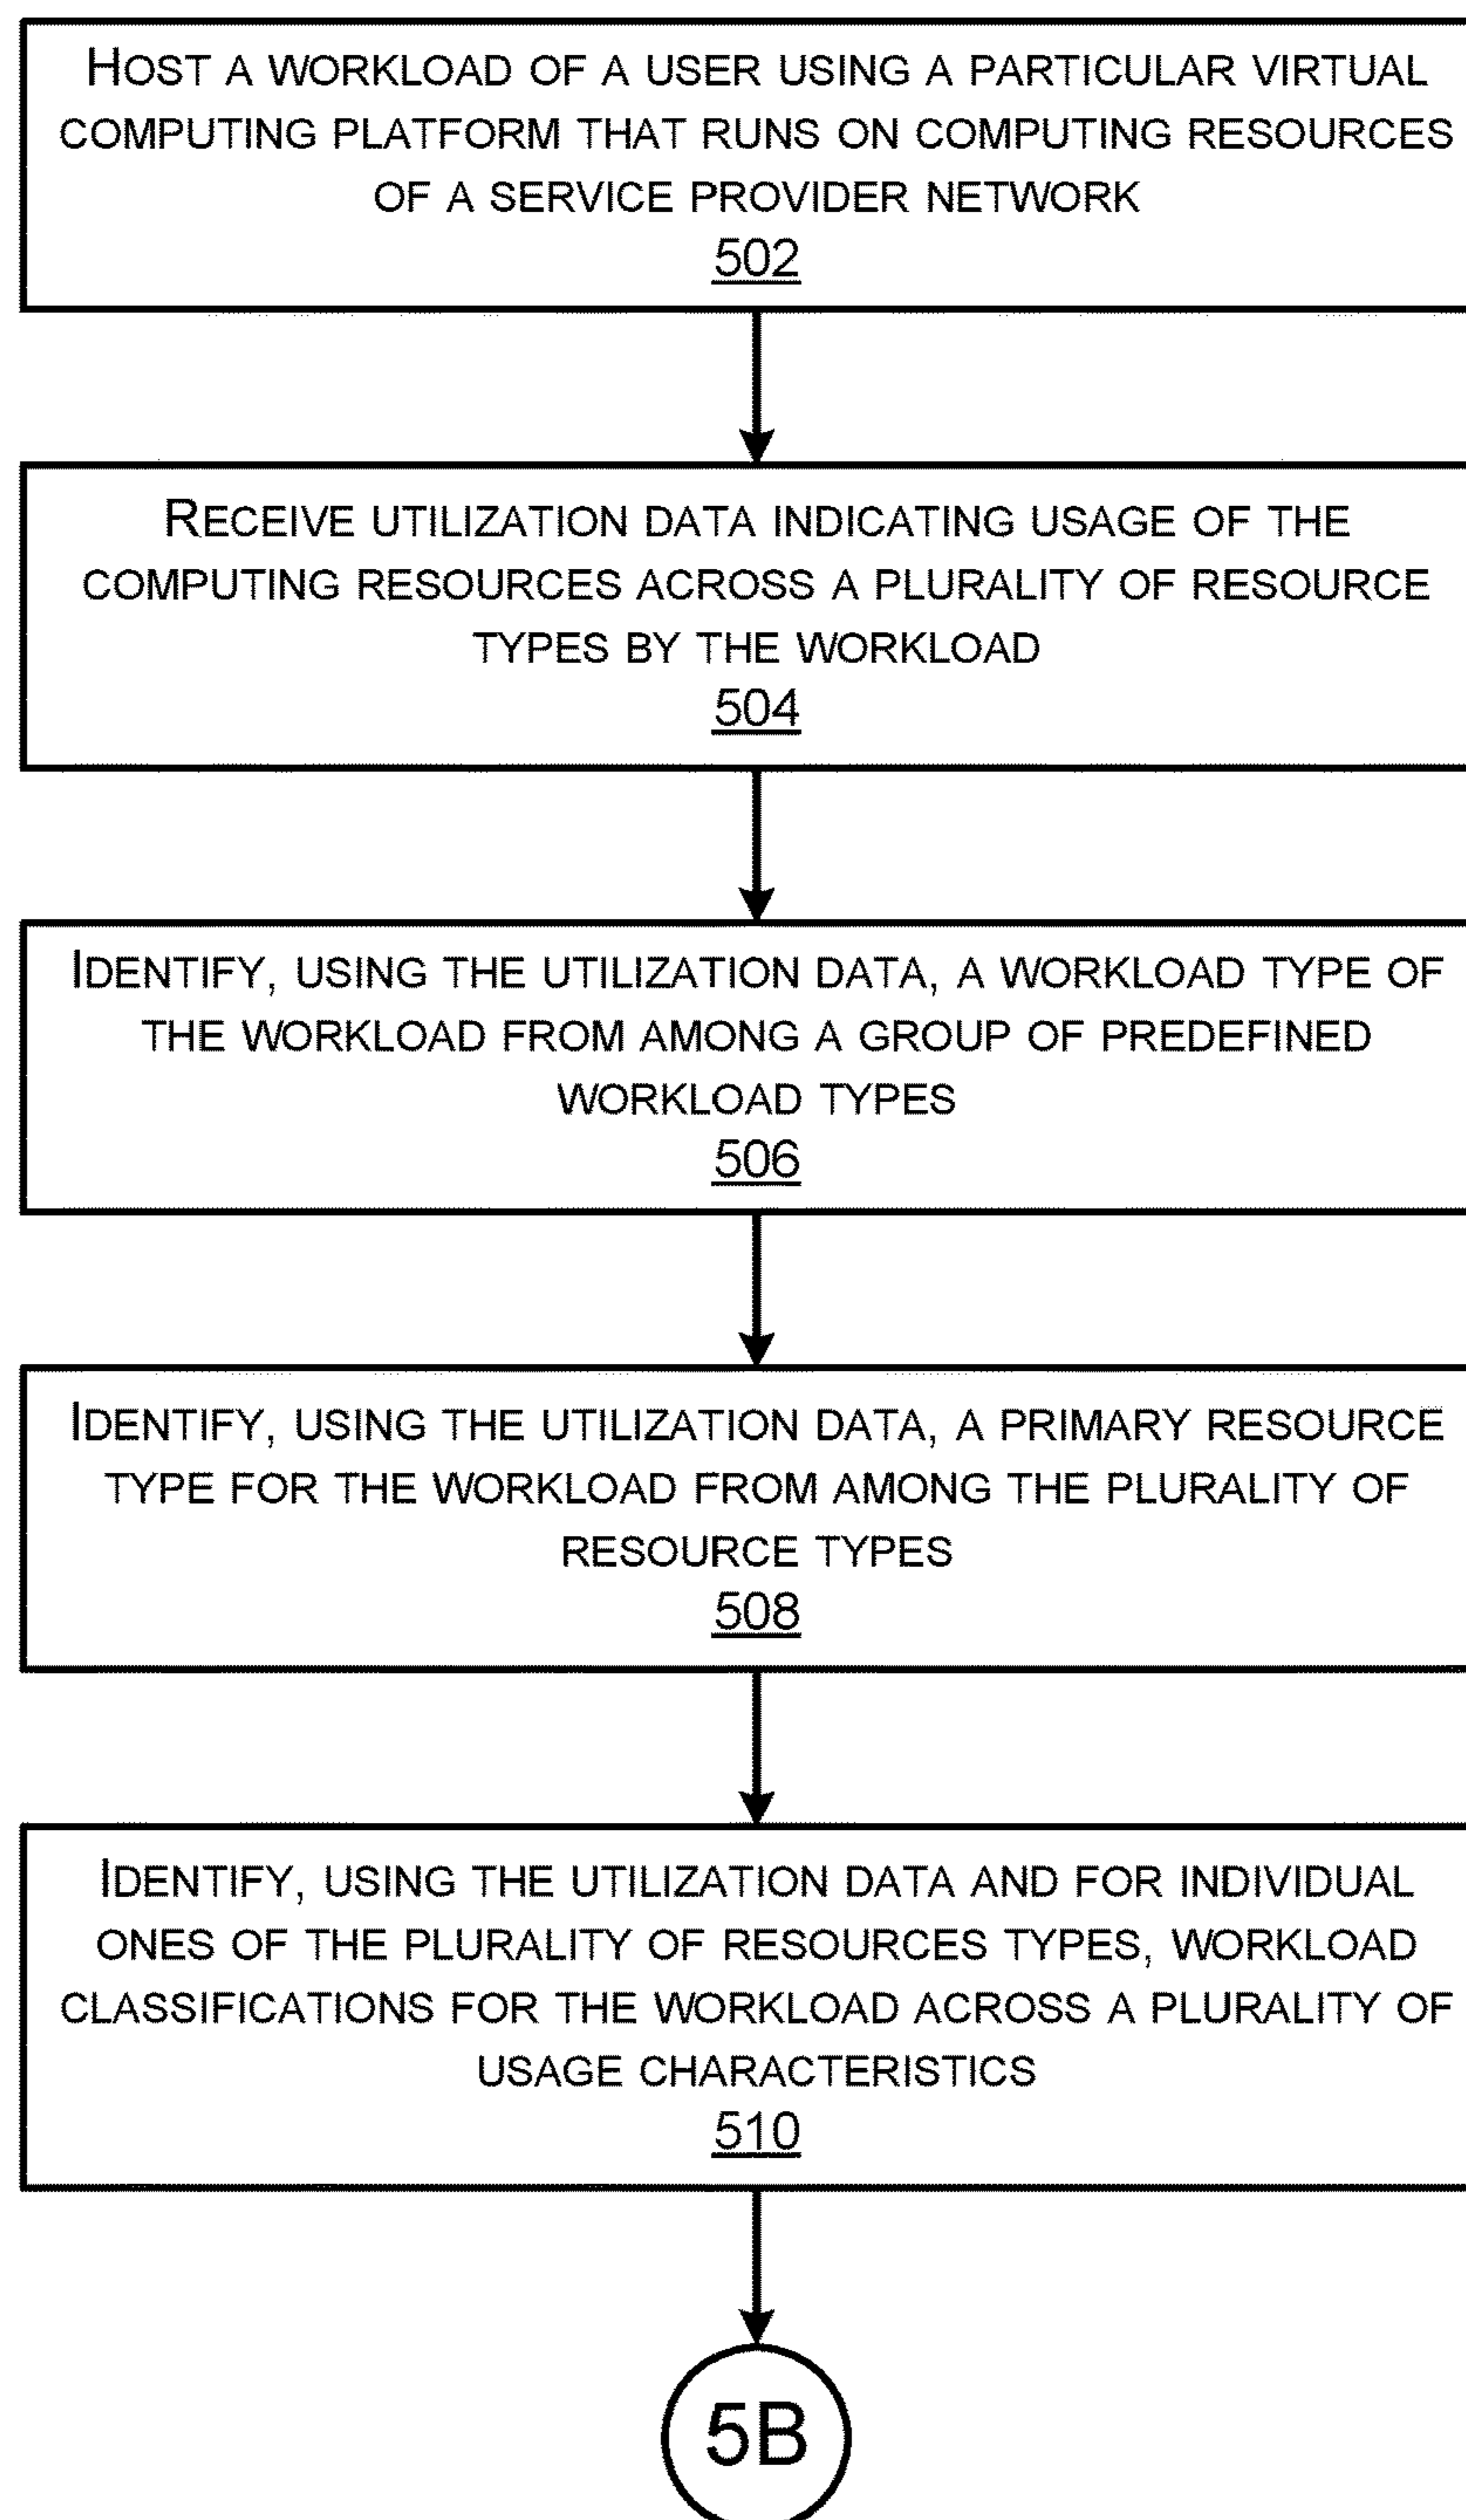 HOST A WORKLOAD OF A USER USING A PARTICULAR VIRTUAL
COMPUTING PLATFORM THAT RUNS ON COMPUTING RESOURCES
OF A SERVICE PROVIDER NETWORK
502
RECEIVE UTILIZATION DATA INDICATING USAGE OF THE
COMPUTING RESOURCES ACROSS A PLURALITY OF RESOURCE
TYPES BY THE WORKLOAD
504
IDENTIFY, USING THE UTILIZATION DATA, A WORKLOAD TYPE OF
THE WORKLOAD FROM AMONG A GROUP OF PREDEFINED
WORKLOAD TYPES
506
IDENTIFY, USING THE UTILIZATION DATA, A PRIMARY RESOURCE
TYPE FOR THE WORKLOAD FROM AMONG THE PLURALITY OF
RESOURCE TYPES
508
IDENTIFY, USING THE UTILIZATION DATA AND FOR INDIVIDUAL
ONES OF THE PLURALITY OF RESOURCES TYPES, WORKLOAD
CLASSIFICATIONS FOR THE WORKLOAD ACROSS A PLURALITY OF
USAGE CHARACTERISTICS
510
5B